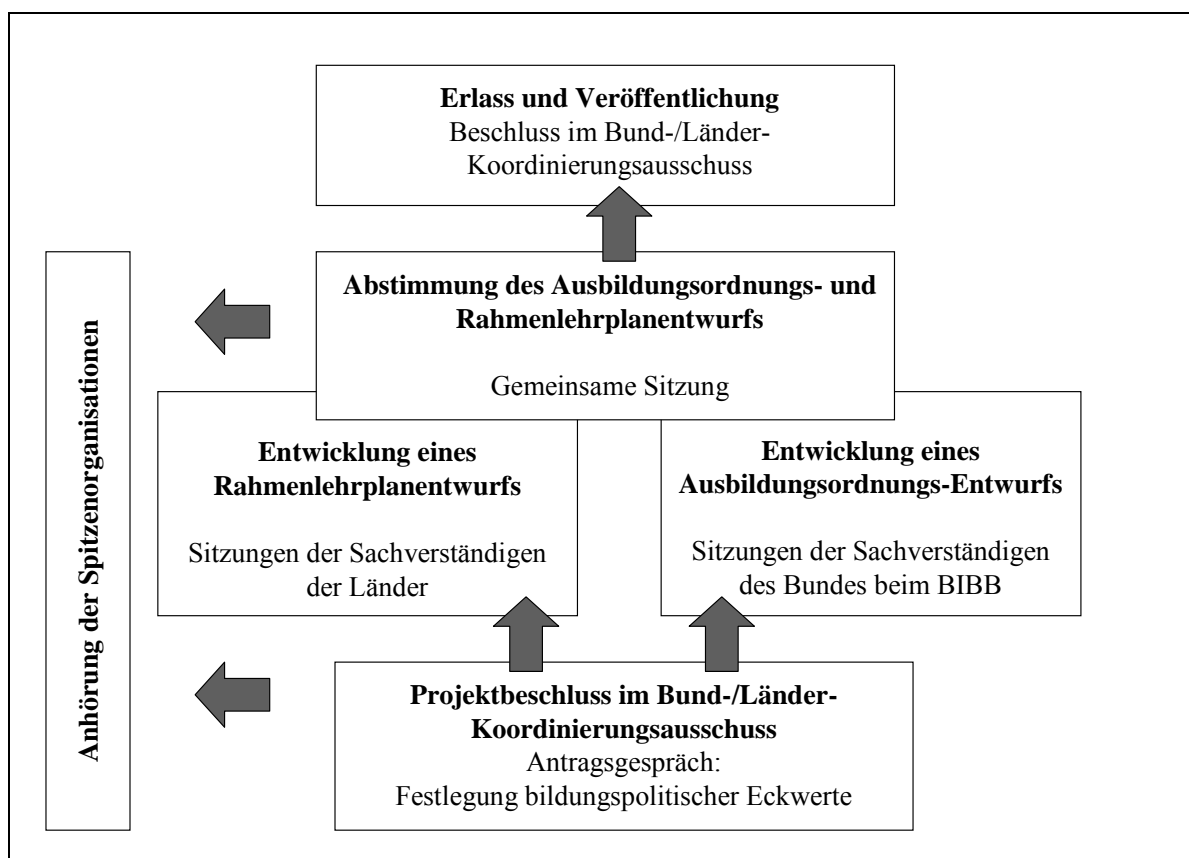 Erlass und Veröffentlichung
Beschluss im Bund-/Länder-
Koordinierungsausschuss
Anhörung der Spitzenorganisationen
Abstimmung des Ausbildungsordnungs- und
Rahmenlehrplanentwurfs
Gemeinsame Sitzung
Entwicklung eines
Rahmenlehrplanentwurfs
Sitzungen der Sachverständigen
der Länder
Entwicklung eines
Ausbildungsordnungs-Entwurfs
Sitzungen der Sachverständigen
des Bundes beim BIBB
Projektbeschluss im Bund-/Länder-
Koordinierungsausschuss
Antragsgespräch:
Festlegung bildungspolitischer Eckwerte